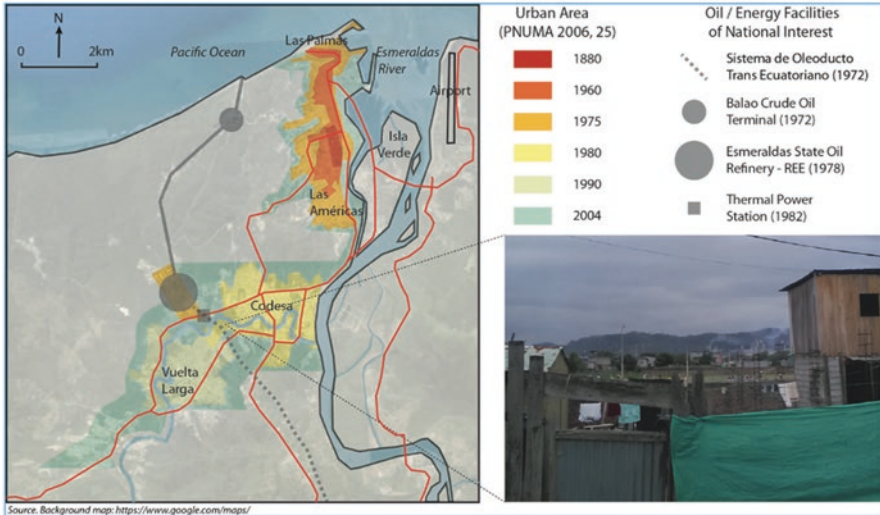 N
0 2km
Pacific Ocean
Las Palmas
Esmeraldas
River
Airport
Isla
Verde
Las
Américas
Codesa
Vuelta
Larga
Urban Area
(PNUMA 2006, 25)
1880
1960
1975
1980
1990
2004
Oil / Energy Facilities
of National Interest
Sistema de Oleoducto
Trans Ecuatoriano (1972)
Balao Crude Oil
Terminal (1972)
Esmeraldas State Oil
Refinery - REE (1978)
Thermal Power
Station (1982)
Source. Background map: https://www.google.com/maps/